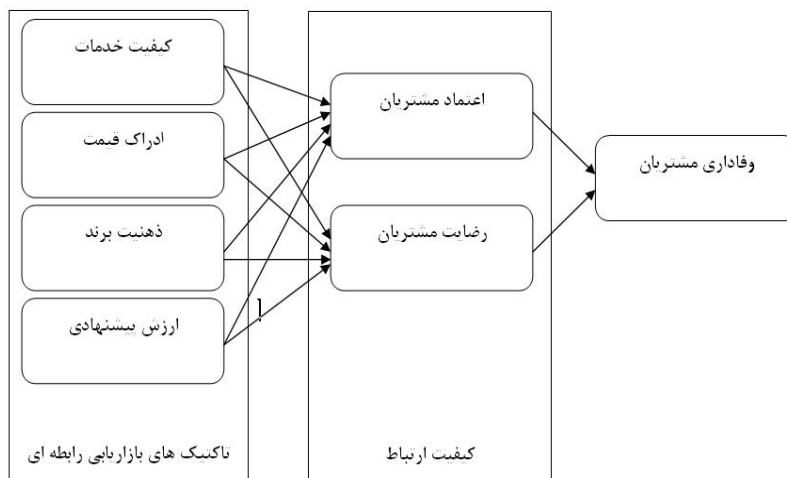 کیفیت خدمات
ادراک قیمت
ذهنیت برند
ارزش پیشنهادی
تاکتیک های بازاریابی رابطه ای
اعتماد مشتریان
رضایت مشتریان
کیفیت ارتباط
وفاداری مشتریان